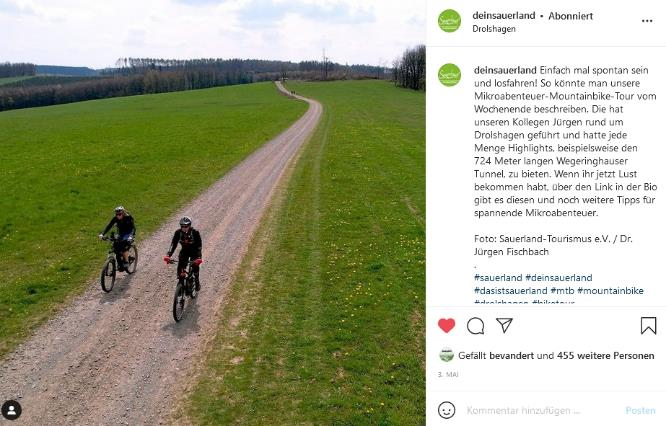 deinsauerland • Abonniert
Drolshagen
deinsauerland Einfach mal spontan sein
und losfahren! So könnte man unsere
Mikroabenteuer-Mountainbike-Tour vom
Wochenende beschreiben. Die hat
unseren Kollegen Jürgen rund um
Drolshagen geführt und hatte jede
Menge Highlights, beispielsweise den
724 Meter langen Wegeringhauser
Tunnel, zu bieten. Wenn ihr jetzt Lust
bekommen habt, über den Link in der Bio
gibt es diesen und noch weitere Tipps für
spannende Mikroabenteuer.
Foto: Sauerland-Tourismus e.V. / Dr.
Jürgen Fischbach
.
#sauerland #deinsauerland
#dasistsauerland #mtb #mountainbike
#drolshagen #biketour
Gefällt bevandert und 455 weitere Personen
3. MAI
Kommentar hinzufügen ... Posten